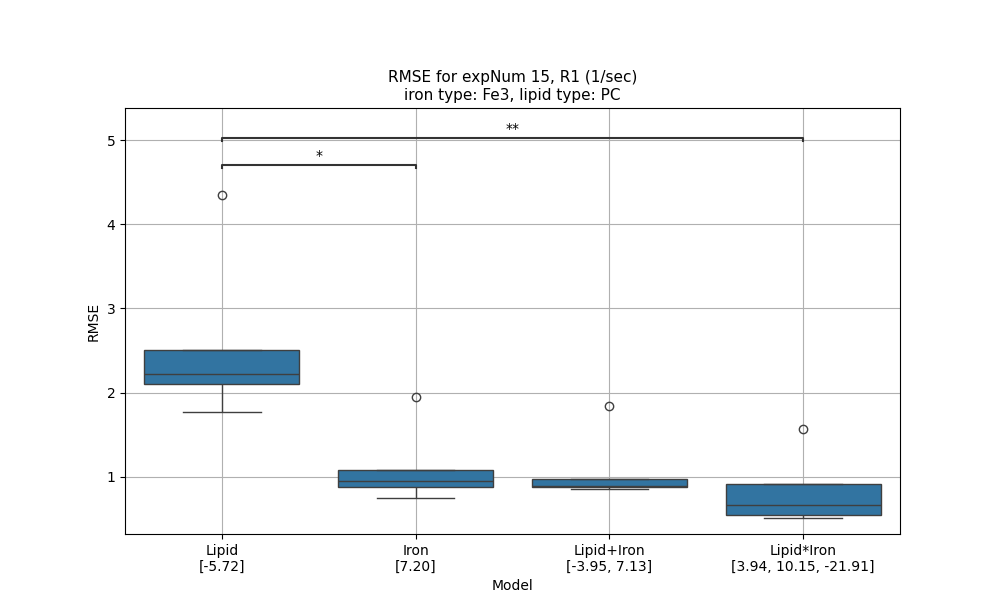 RMSE for expNum 15, R1 (1/sec)
iron type: Fe3, lipid type: PC
**
*
5
4
3
2
1
RMSE
Lipid
[-5.72]
Iron
[7.20]
Lipid+Iron
[-3.95, 7.13]
Lipid*Iron
[3.94, 10.15, -21.91]
Model